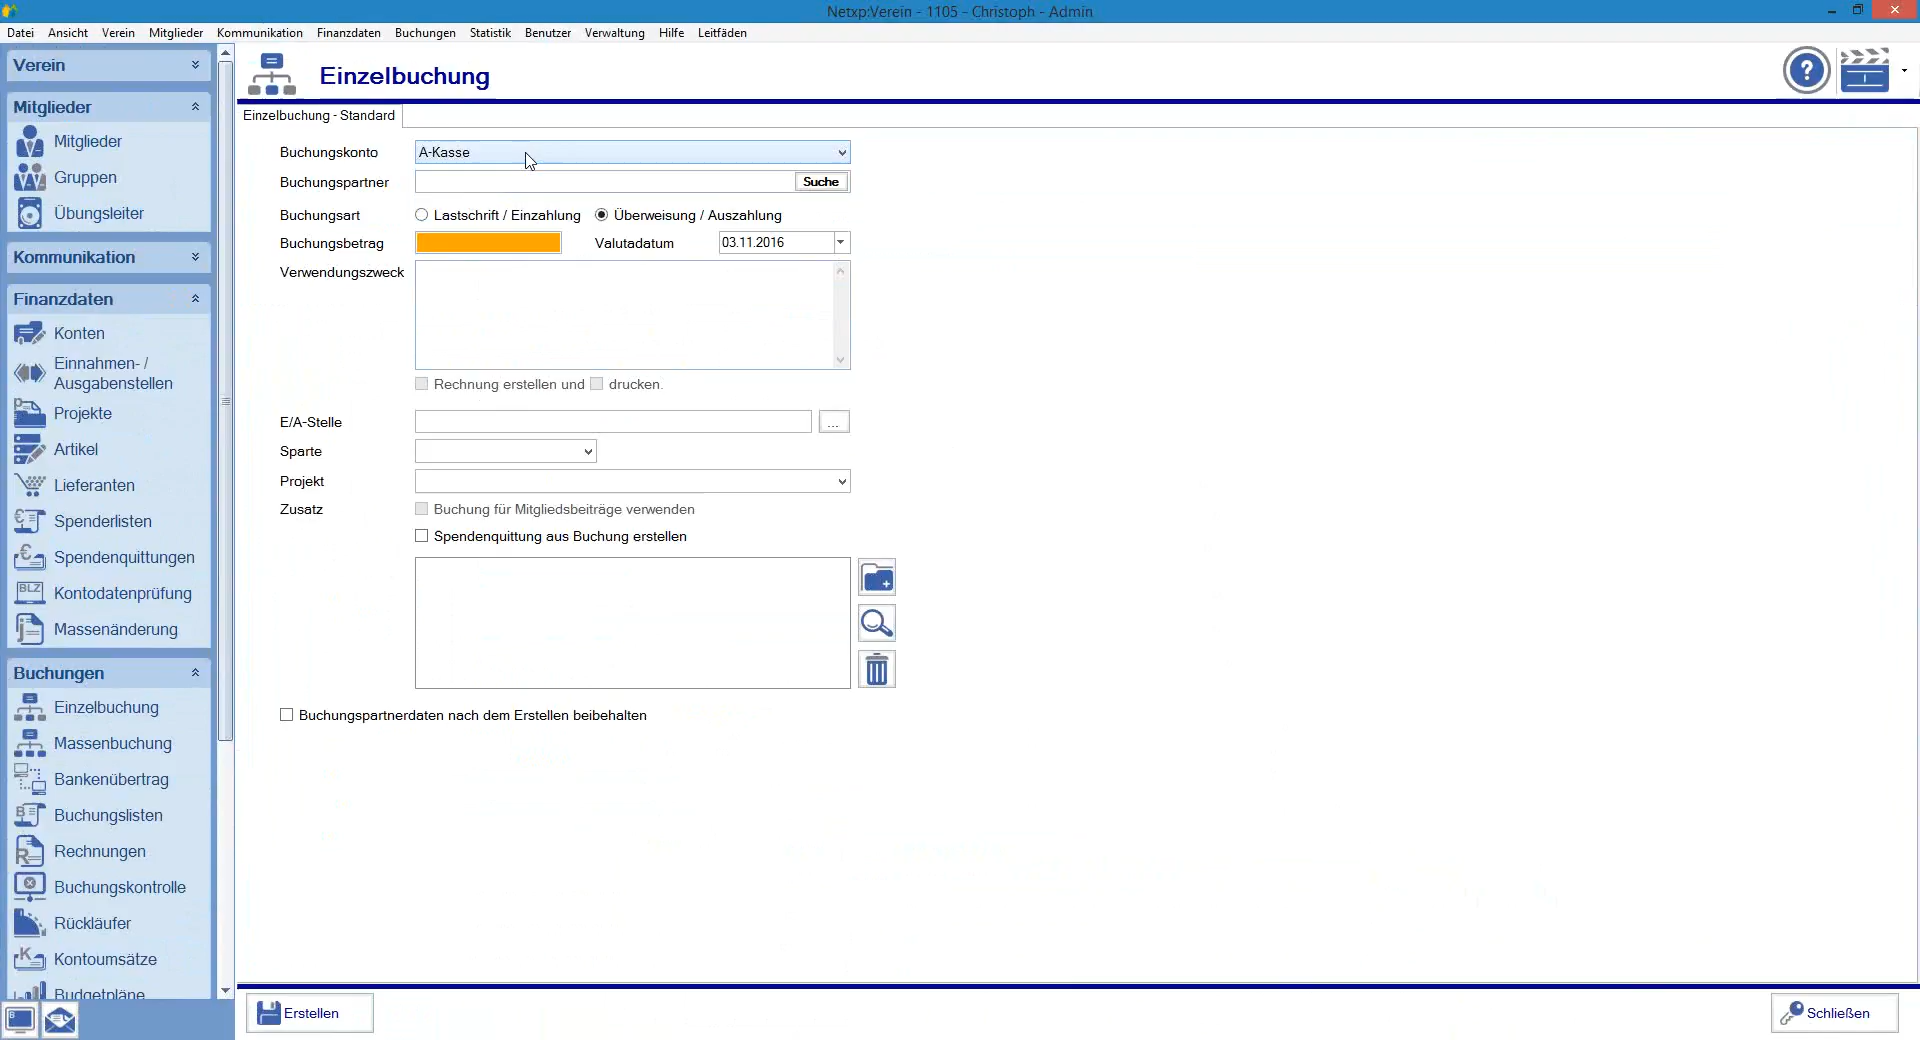 Netxp:Verein - 1105 - Christoph - Admin
Datei Ansicht Verein Mitglieder Kommunikation Finanzdaten Buchungen Statistik Benutzer Verwaltung Hilfe Leitfäden
Verein
Mitglieder
Mitglieder
Gruppen
Übungsleiter
Kommunikation
Finanzdaten
Konten
Einnahmen- /
Ausgabenstellen
Projekte
Artikel
Lieferanten
Spenderlisten
Spendenquittungen
BLZ
Kontodatenprüfung
Massenänderung
Buchungen
Einzelbuchung
Massenbuchung
Bankenübertrag
Buchungslisten
Rechnungen
Buchungskontrolle
Rückläufer
Kontoumsätze
Budgetpläne
Einzelbuchung
Einzelbuchung - Standard
Buchungskonto A-Kasse
Buchungspartner Suche
Buchungsart Lastschrift / Einzahlung Überweisung / Auszahlung
Buchungsbetrag Valutadatum 03.11.2016
Verwendungszweck
Rechnung erstellen und drucken.
E/A-Stelle ...
Sparte
Projekt
Zusatz Buchung für Mitgliedsbeiträge verwenden
Spendenquittung aus Buchung erstellen
Buchungspartnerdaten nach dem Erstellen beibehalten
Erstellen
Schließen